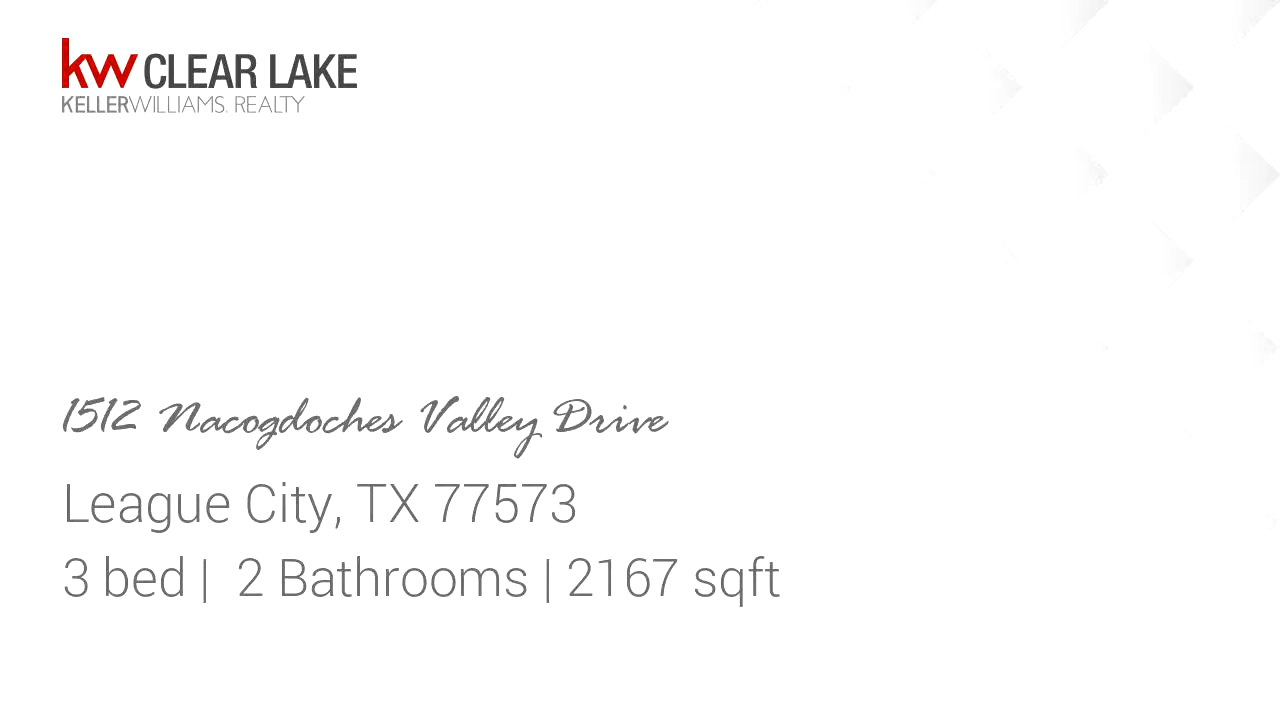 kw CLEAR LAKE
KELLERWILLIAMS. REALTY
1512 Nacogdoches Valley Drive
League City, TX 77573
3 bed | 2 Bathrooms | 2167 sqft